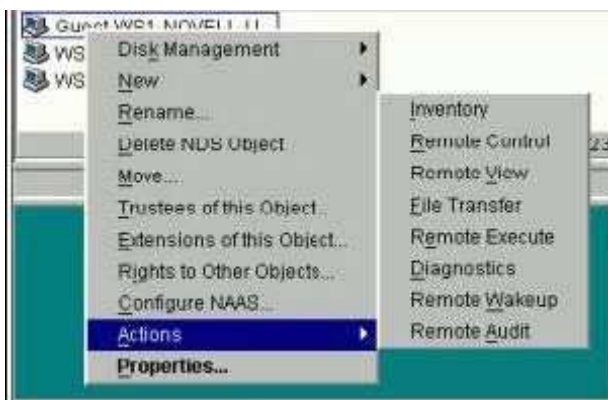 Guest WS1 NOVELL U
WS
WS
Disk Management
New
Rename...
Delete NDS Object
Move...
Trustees of this Object...
Extensions of this Object...
Rights to Other Objects...
Configure NAAS...
Actions
Properties...
Inventory
Remote Control
Remote View
File Transfer
Remote Execute
Diagnostics
Remote Wakeup
Remote Audit
23